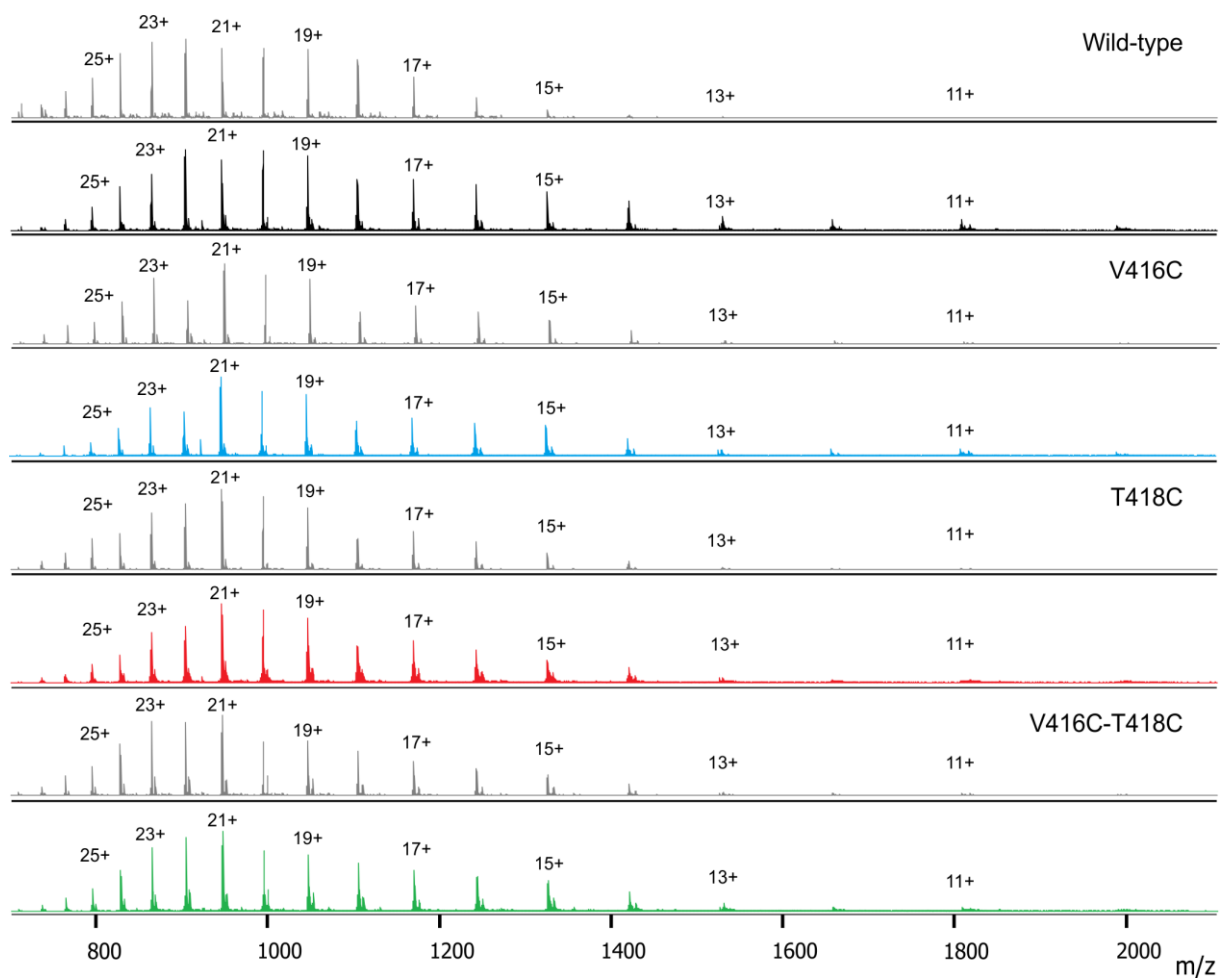 23+ 21+ 19+ Wild-type
25+ 17+ 15+ 13+ 11+
23+ 21+ 19+
25+ 17+ 15+ 13+ 11+
23+ 21+ 19+ V416C
25+ 17+ 15+ 13+ 11+
23+ 21+ 19+
25+ 17+ 15+ 13+ 11+
23+ 21+ 19+ T418C
25+ 17+ 15+ 13+ 11+
23+ 21+ 19+
25+ 17+ 15+ 13+ 11+
23+ 21+ 19+ V416C-T418C
25+ 17+ 15+ 13+ 11+
23+ 21+ 19+
25+ 17+ 15+ 13+ 11+
800 1000 1200 1400 1600 1800 2000
m/z